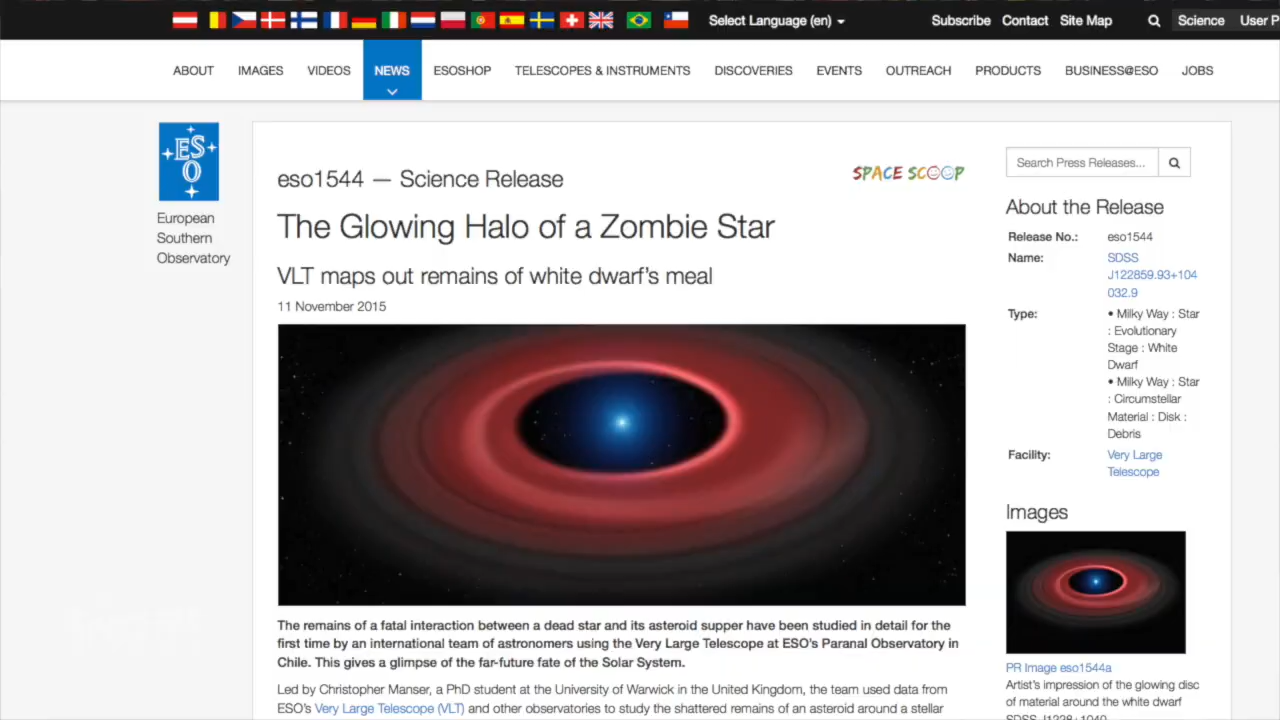 Select Language (en)
Subscribe Contact Site Map
Science User P
ABOUT IMAGES VIDEOS NEWS ESOSHOP TELESCOPES & INSTRUMENTS DISCOVERIES EVENTS OUTREACH PRODUCTS BUSINESS@ESO JOBS
ESO
European
Southern
Observatory
eso1544 — Science Release
SPACE SCOOP
The Glowing Halo of a Zombie Star
VLT maps out remains of white dwarf's meal
11 November 2015
The remains of a fatal interaction between a dead star and its asteroid supper have been studied in detail for the
first time by an international team of astronomers using the Very Large Telescope at ESO's Paranal Observatory in
Chile. This gives a glimpse of the far-future fate of the Solar System.
Led by Christopher Manser, a PhD student at the University of Warwick in the United Kingdom, the team used data from
ESO's Very Large Telescope (VLT) and other observatories to study the shattered remains of an asteroid around a stellar
Search Press Releases...
About the Release
Release No.: eso1544
Name: SDSS
J122859.93+104
032.9
Type: • Milky Way : Star
: Evolutionary
Stage : White
Dwarf
• Milky Way : Star
: Circumstellar
Material : Disk :
Debris
Facility: Very Large
Telescope
Images
PR Image eso1544a
Artist's impression of the glowing disc
of material around the white dwarf
SDSS J1228+1040